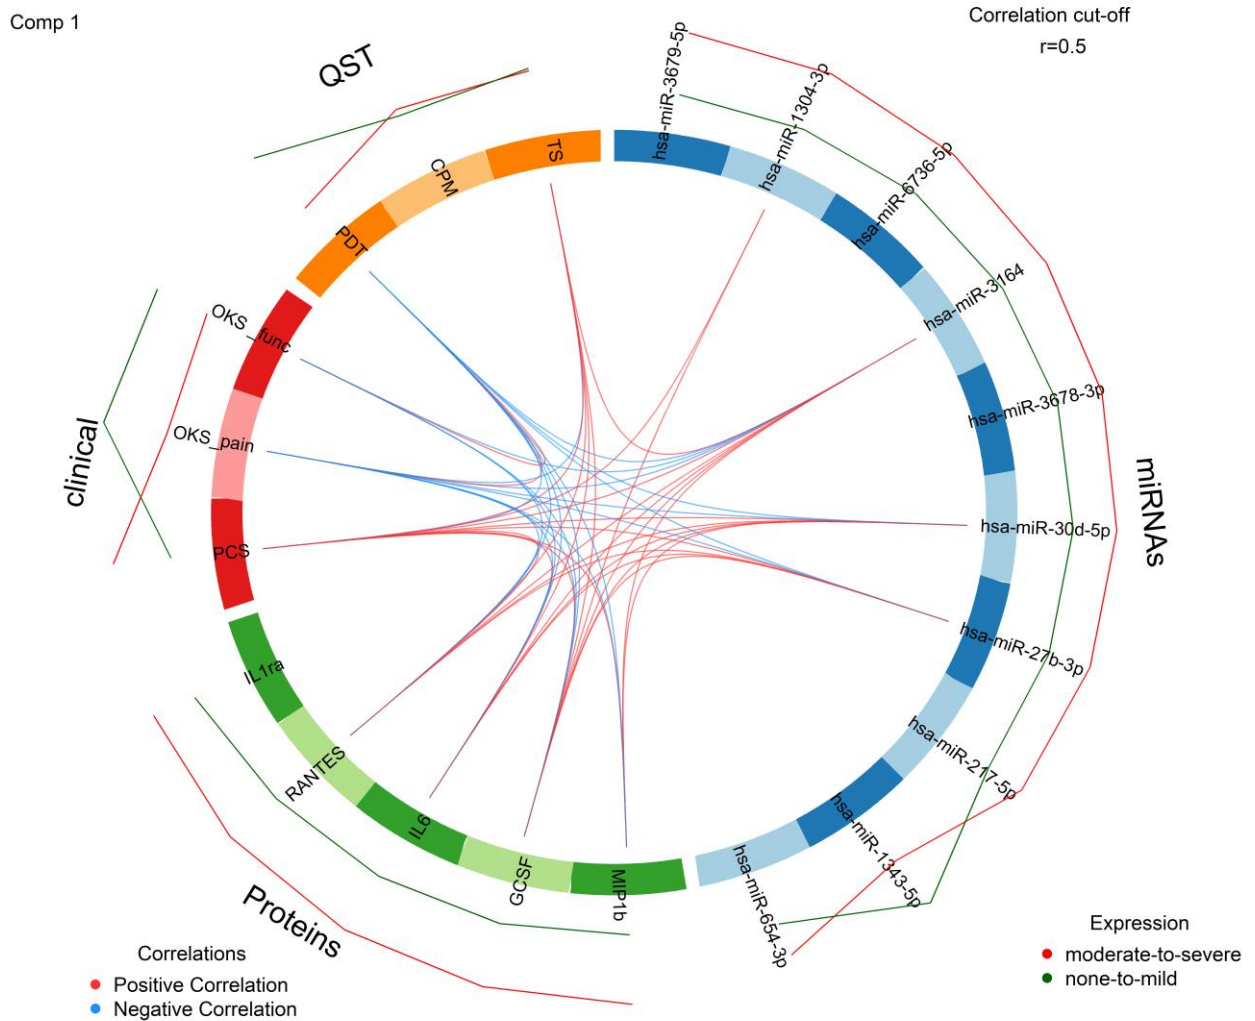 Comp 1
Correlation cut-off
r=0.5
QST
TS
CPM
PDT
hsa-miR-3679-5p
hsa-miR-1304-3p
hsa-miR-6736-5p
hsa-miR-3164
hsa-miR-3678-3p
hsa-miR-30d-5p
hsa-miR-27b-3p
hsa-miR-217-5p
hsa-miR-1343-5p
hsa-miR-654-3p
miRNAs
clinical
OKS_func
OKS_pain
PCS
IL1ra
RANTES
IL6
GCSF
MIP1b
Proteins
Correlations
Positive Correlation
Negative Correlation
Expression
moderate-to-severe
none-to-mild